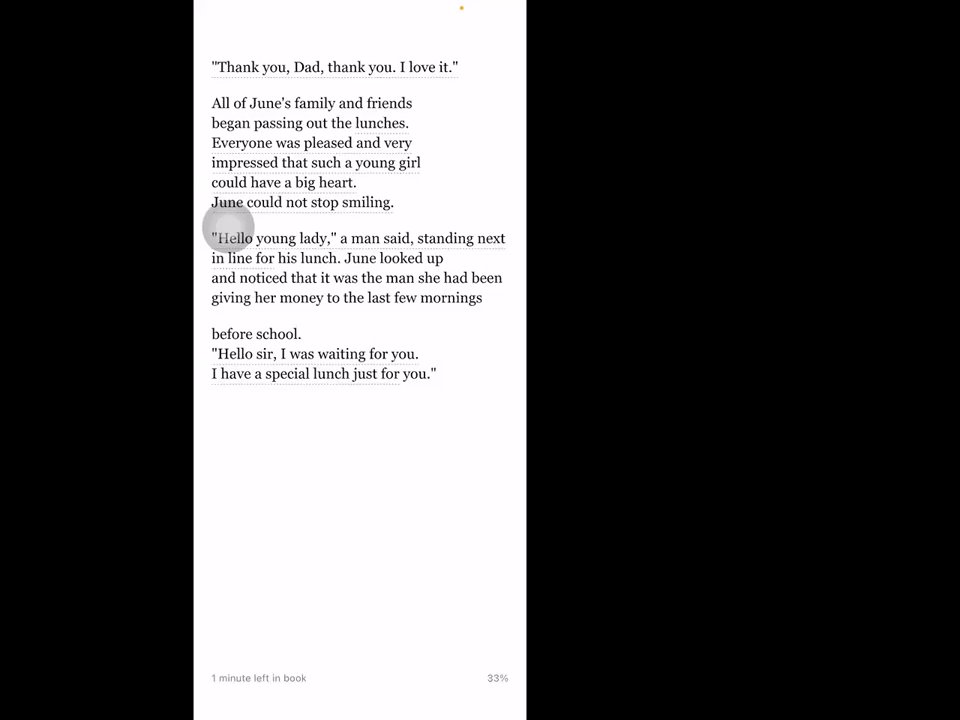 "Thank you, Dad, thank you. I love it."
All of June's family and friends
began passing out the lunches.
Everyone was pleased and very
impressed that such a young girl
could have a big heart.
June could not stop smiling.
"Hello young lady," a man said, standing next
in line for his lunch. June looked up
and noticed that it was the man she had been
giving her money to the last few mornings
before school.
"Hello sir, I was waiting for you.
I have a special lunch just for you."
1 minute left in book
33%